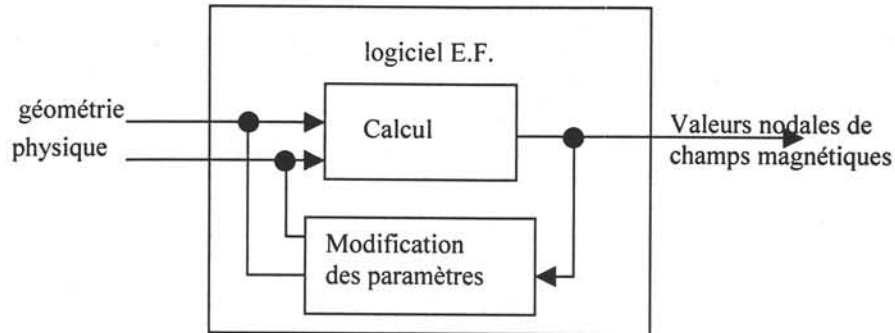 logiciel E.F.
géométrie
physique
Calcul
Valeurs nodales de
champs magnétiques
Modification
des paramètres